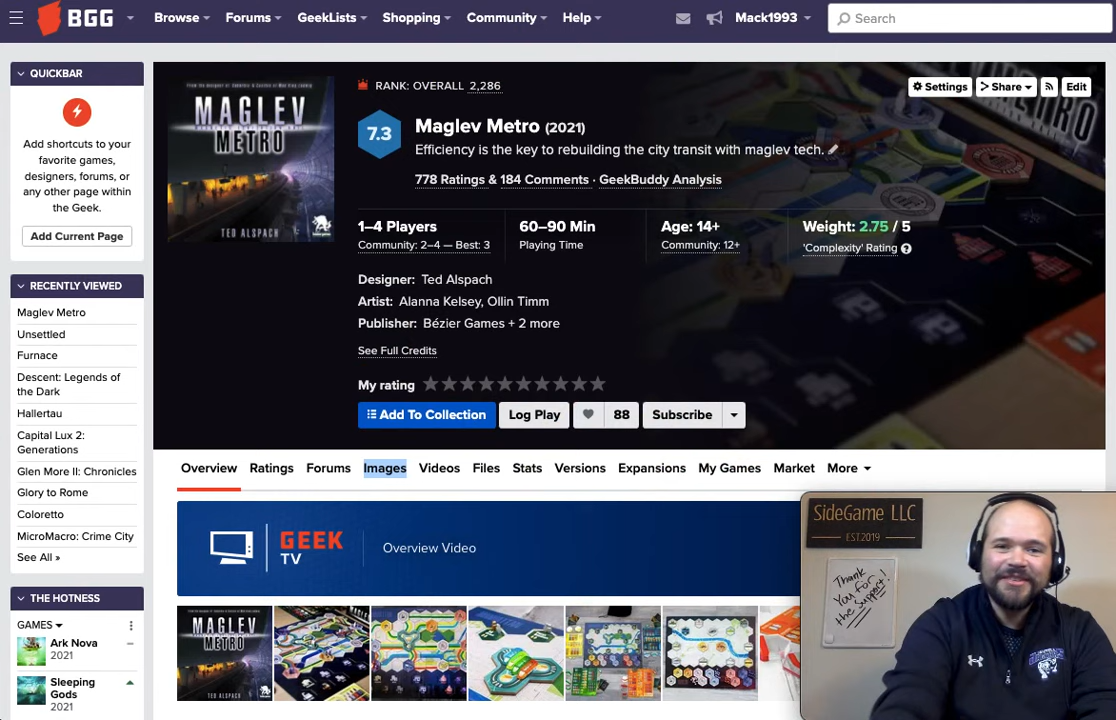 BGG
Browse
Forums
GeekLists
Shopping
Community
Help
Mack1993
Search
QUICKBAR
Add shortcuts to your
favorite games,
designers, forums, or
any other page within
the Geek.
Add Current Page
RECENTLY VIEWED
Maglev Metro
Unsettled
Furnace
Descent: Legends of
the Dark
Hallertau
Capital Lux 2:
Generations
Glen More II: Chronicles
Glory to Rome
Coloretto
MicroMacro: Crime City
See All »
THE HOTNESS
GAMES
Ark Nova
2021
Sleeping
Gods
2021
MAGLEV
METRO
TED ALSPACH
RANK: OVERALL 2,286
Settings
Share
Edit
7.3
Maglev Metro (2021)
Efficiency is the key to rebuilding the city transit with maglev tech.
778 Ratings & 184 Comments · GeekBuddy Analysis
1–4 Players
Community: 2–4 — Best: 3
60–90 Min
Playing Time
Age: 14+
Community: 12+
Weight: 2.75 / 5
'Complexity' Rating
Designer: Ted Alspach
Artist: Alanna Kelsey, Ollin Timm
Publisher: Bézier Games + 2 more
See Full Credits
My rating
Add To Collection
Log Play
88
Subscribe
Overview
Ratings
Forums
Images
Videos
Files
Stats
Versions
Expansions
My Games
Market
More
GEEK
TV
Overview Video
MAGLEV
METRO
TED ALSPACH
SideGame LLC
EST.2019
Thank
You for
the support!